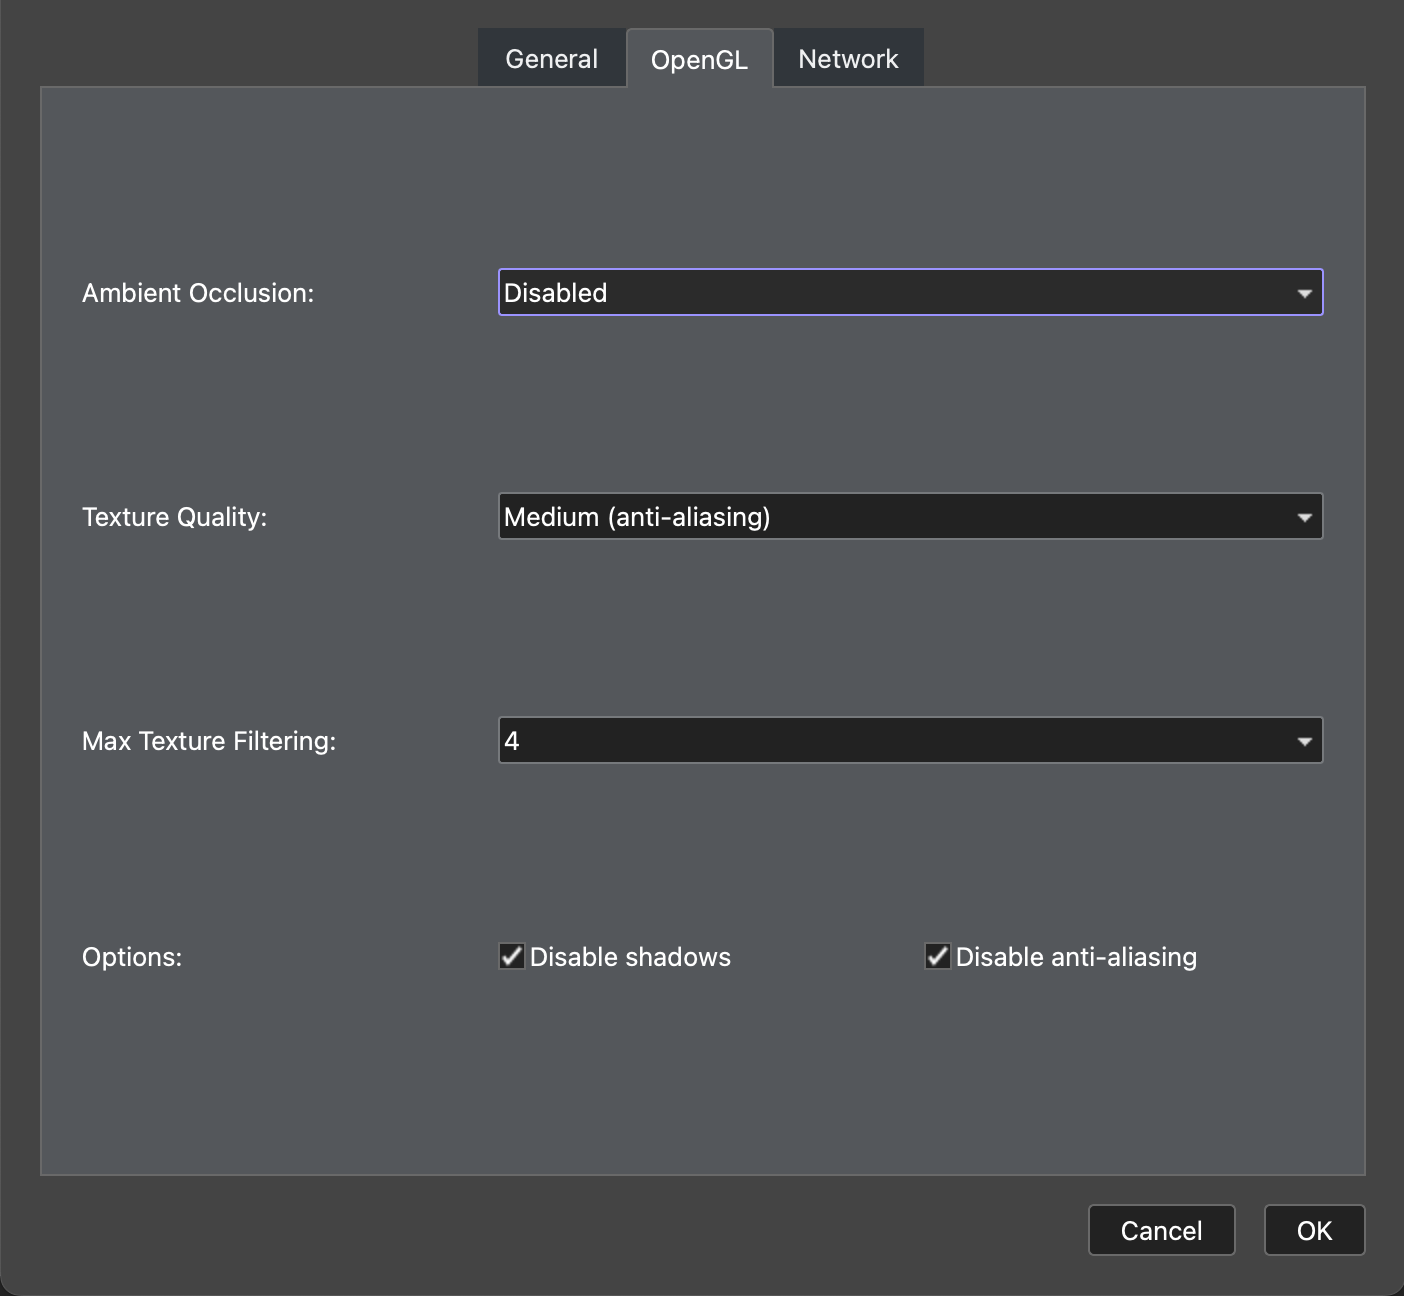 General OpenGL Network
Ambient Occlusion: Disabled
Texture Quality: Medium (anti-aliasing)
Max Texture Filtering: 4
Options: Disable shadows Disable anti-aliasing
Cancel OK